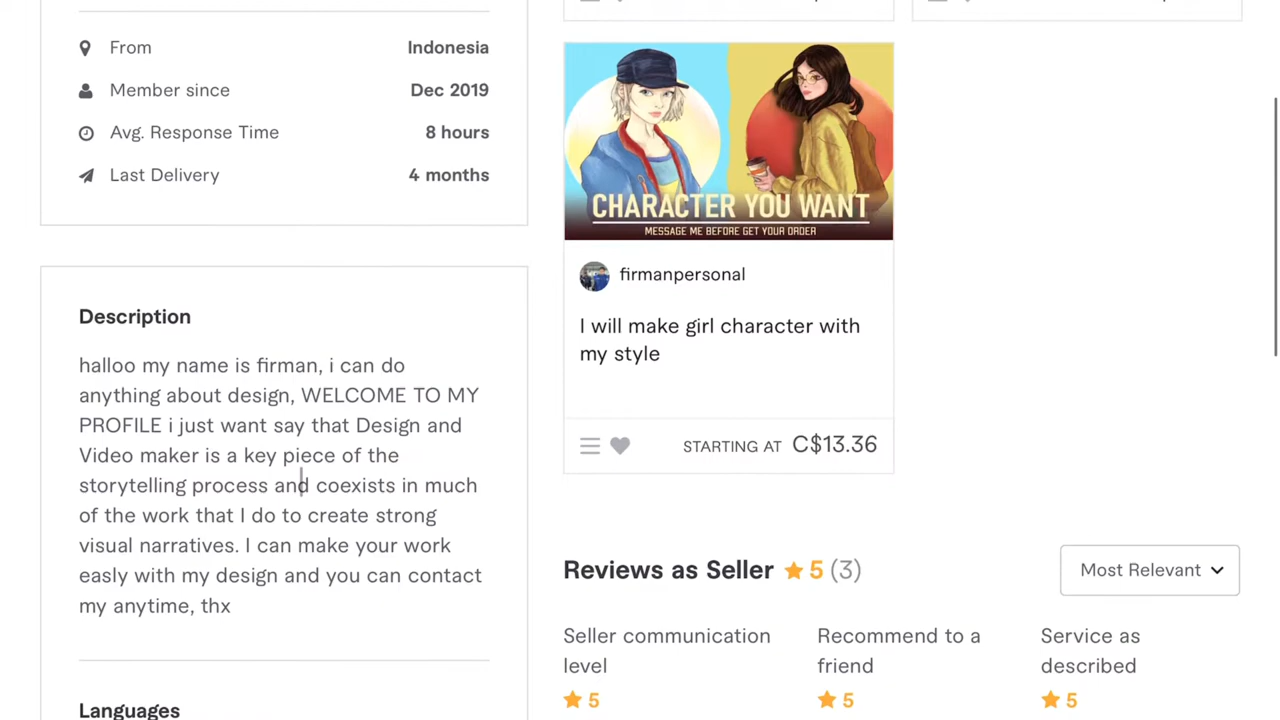 From Indonesia
Member since Dec 2019
Avg. Response Time 8 hours
Last Delivery 4 months
Description
halloo my name is firman, i can do
anything about design, WELCOME TO MY
PROFILE i just want say that Design and
Video maker is a key piece of the
storytelling process and coexists in much
of the work that I do to create strong
visual narratives. I can make your work
easily with my design and you can contact
my anytime, thx
Languages
CHARACTER YOU WANT
MESSAGE ME BEFORE GET YOUR ORDER
firmanpersonal
I will make girl character with
my style
STARTING AT C$13.36
Reviews as Seller 5 (3)
Most Relevant
Seller communication
level
5
Recommend to a
friend
5
Service as
described
5